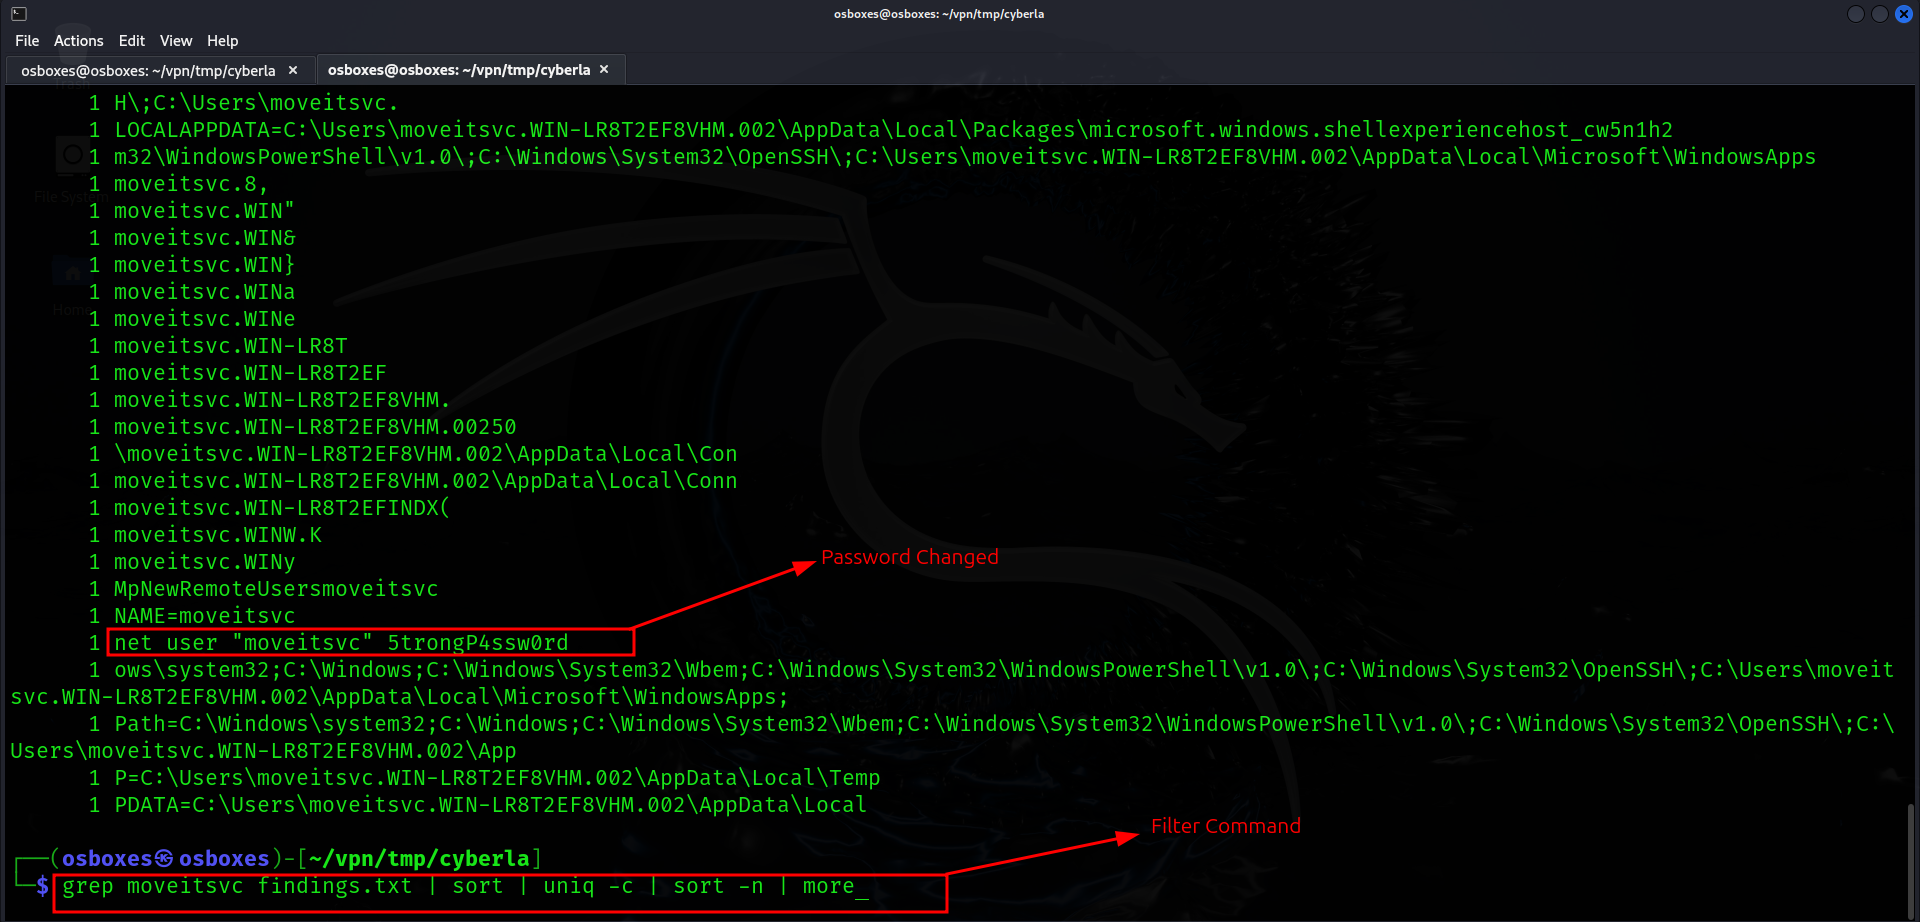 osboxes@osboxes: ~/vpn/tmp/cyberla
File Actions Edit View Help
osboxes@osboxes: ~/vpn/tmp/cyberla × osboxes@osboxes: ~/vpn/tmp/cyberla ×
1 H\;C:\Users\moveitsvc.
1 LOCALAPPDATA=C:\Users\moveitsvc.WIN-LR8T2EF8VHM.002\AppData\Local\Packages\microsoft.windows.shellexperiencehost_cw5n1h2
1 m32\WindowsPowerShell\v1.0\;C:\Windows\System32\OpenSSH\;C:\Users\moveitsvc.WIN-LR8T2EF8VHM.002\AppData\Local\Microsoft\WindowsApps
1 moveitsvc.8,
File System
1 moveitsvc.WIN"
1 moveitsvc.WIN&
1 moveitsvc.WIN}
1 moveitsvc.WINa
Home
1 moveitsvc.WINe
1 moveitsvc.WIN-LR8T
1 moveitsvc.WIN-LR8T2EF
1 moveitsvc.WIN-LR8T2EF8VHM.
1 moveitsvc.WIN-LR8T2EF8VHM.00250
1 \moveitsvc.WIN-LR8T2EF8VHM.002\AppData\Local\Con
1 moveitsvc.WIN-LR8T2EF8VHM.002\AppData\Local\Conn
1 moveitsvc.WIN-LR8T2EFINDX(
1 moveitsvc.WINW.K
1 moveitsvc.WINy
Password Changed
1 MpNewRemoteUsersmoveitsvc
1 NAME=moveitsvc
1 net user "moveitsvc" 5trongP4ssw0rd
1 ows\system32;C:\Windows;C:\Windows\System32\Wbem;C:\Windows\System32\WindowsPowerShell\v1.0\;C:\Windows\System32\OpenSSH\;C:\Users\moveit
svc.WIN-LR8T2EF8VHM.002\AppData\Local\Microsoft\WindowsApps;
1 Path=C:\Windows\system32;C:\Windows;C:\Windows\System32\Wbem;C:\Windows\System32\WindowsPowerShell\v1.0\;C:\Windows\System32\OpenSSH\;C:\
Users\moveitsvc.WIN-LR8T2EF8VHM.002\App
1 P=C:\Users\moveitsvc.WIN-LR8T2EF8VHM.002\AppData\Local\Temp
1 PDATA=C:\Users\moveitsvc.WIN-LR8T2EF8VHM.002\AppData\Local
Filter Command
┌──(osboxes㉿osboxes)-[~/vpn/tmp/cyberla]
└─$ grep moveitsvc findings.txt | sort | uniq -c | sort -n | more_